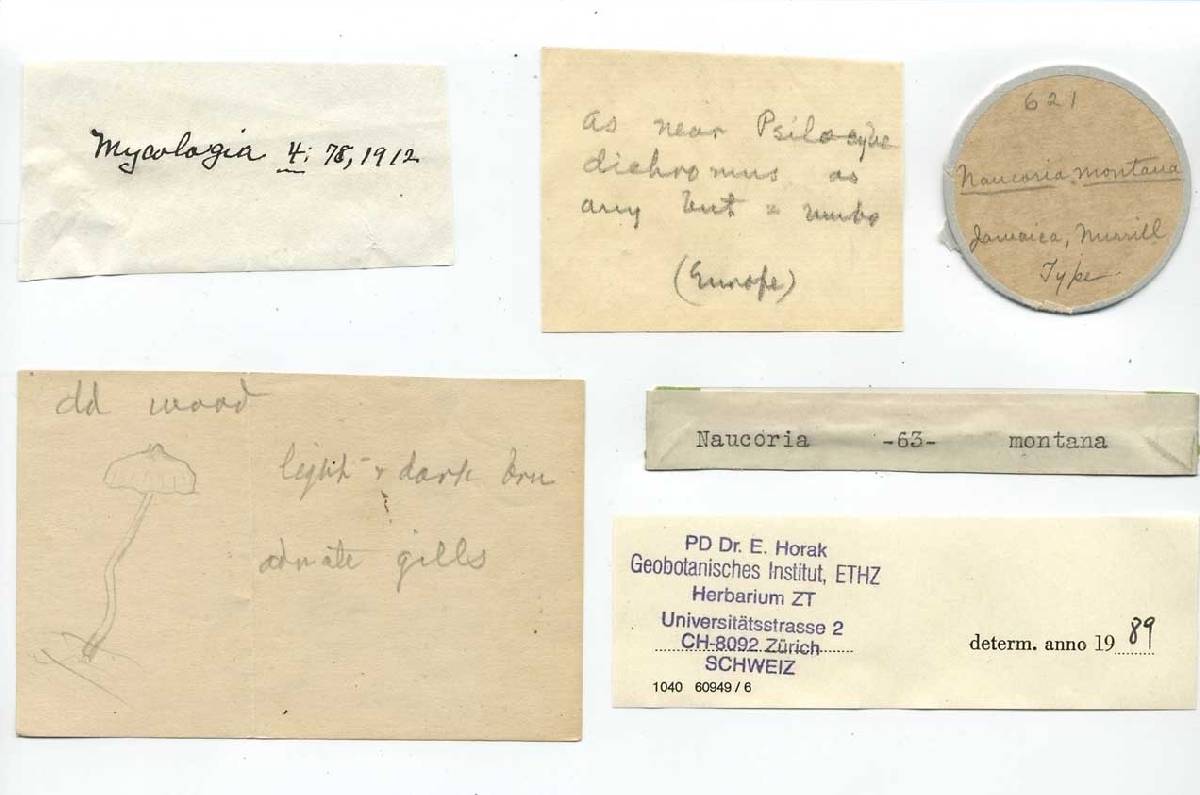 Mycologia 4: 78, 1912
as near Psilocybe
dichromus as
any but umbo
(Europe)
621
Naucoria montana
Jamaica, Murrill
Type
old wood
light dark brn
adnate gills
Naucoria -63- montana
PD Dr. E. Horak
Geobotanisches Institut, ETHZ
Herbarium ZT
Universitätsstrasse 2
CH-8092 Zürich
SCHWEIZ
determ. anno 1989
1040 60949/6